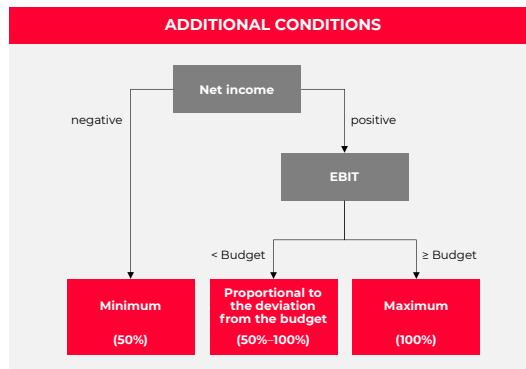 ADDITIONAL CONDITIONS
Net income
negative
positive
EBIT
< Budget
≥ Budget
Minimum
(50%)
Proportional to
the deviation
from the budget
(50%–100%)
Maximum
(100%)